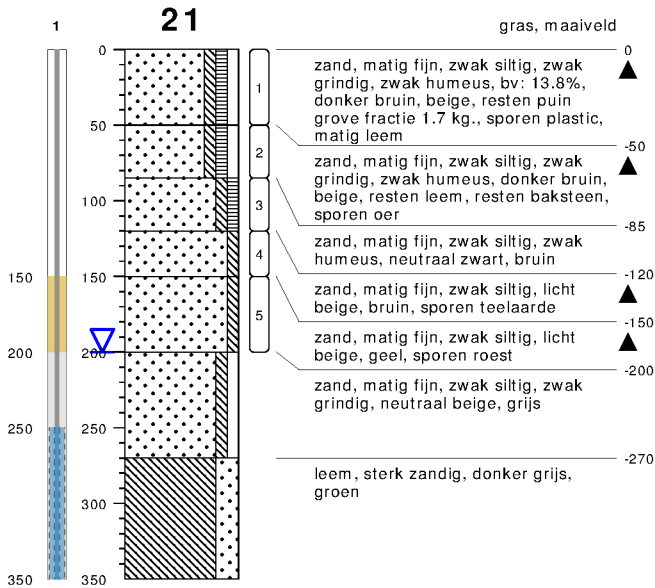 1
21
gras, maaiveld
0
0
zand, matig fijn, zwak siltig, zwak
grindig, zwak humeus, bv: 13.8%,
donker bruin, beige, resten puin
grove fractie 1.7 kg., sporen plastic,
matig leem
1
50
-50
zand, matig fijn, zwak siltig, zwak
grindig, zwak humeus, donker bruin,
beige, resten leem, resten baksteen,
sporen oer
2
-85
100
3
zand, matig fijn, zwak siltig, zwak
humeus, neutraal zwart, bruin
-120
4
zand, matig fijn, zwak siltig, licht
beige, bruin, sporen teelaarde
150
150
-150
5
zand, matig fijn, zwak siltig, licht
beige, geel, sporen roest
200
200
-200
zand, matig fijn, zwak siltig, zwak
grindig, neutraal beige, grijs
250
250
-270
leem, sterk zandig, donker grijs,
groen
300
350
350